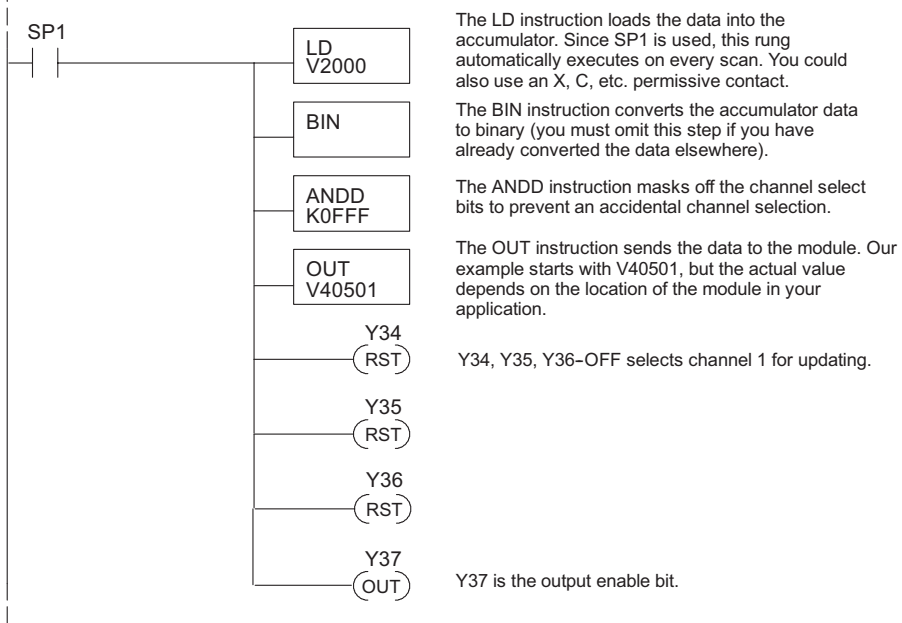 SP1
LD
V2000
The LD instruction loads the data into the
accumulator. Since SP1 is used, this rung
automatically executes on every scan. You could
also use an X, C, etc. permissive contact.
BIN
The BIN instruction converts the accumulator data
to binary (you must omit this step if you have
already converted the data elsewhere).
ANDD
K0FFF
The ANDD instruction masks off the channel select
bits to prevent an accidental channel selection.
OUT
V40501
The OUT instruction sends the data to the module. Our
example starts with V40501, but the actual value
depends on the location of the module in your
application.
Y34
RST
Y34, Y35, Y36-OFF selects channel 1 for updating.
Y35
RST
Y36
RST
Y37
OUT
Y37 is the output enable bit.